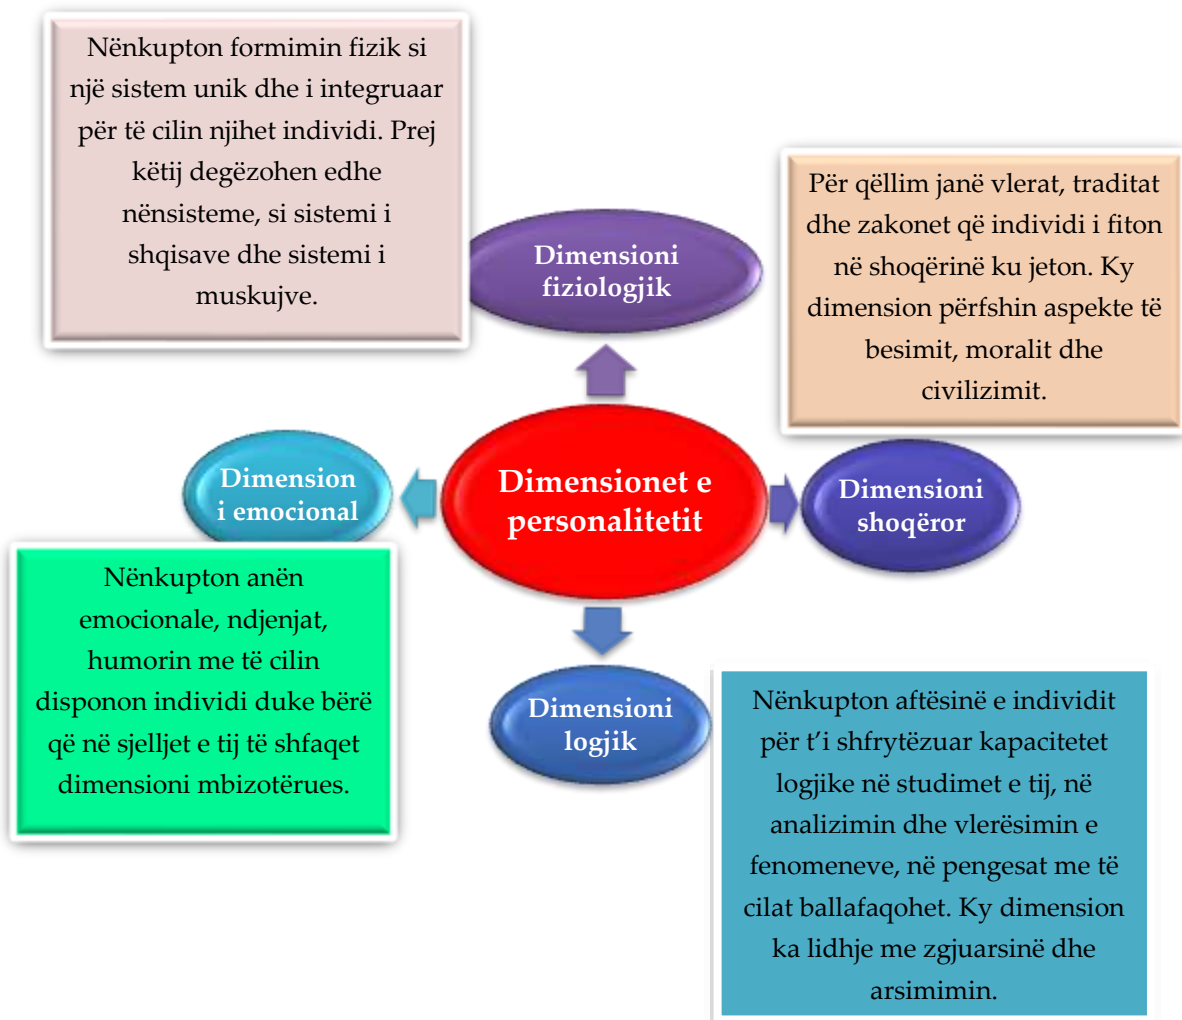 Nënkupton formimin fizik si
një sistem unik dhe i integruaar
për të cilin njihet individi. Prej
këtij degëzohen edhe
nënsisteme, si sistemi i
shqisave dhe sistemi i
muskujve.
Dimensioni
fiziologjik
Për qëllim janë vlerat, traditat
dhe zakonet që individi i fiton
në shoqërinë ku jeton. Ky
dimension përfshin aspekte të
besimit, moralit dhe
civilizimit.
Dimension
i emocional
Dimensionet e
personalitetit
Dimensioni
shoqëror
Nënkupton anën
emocionale, ndjenjat,
humorin me të cilin
disponon individi duke bërë
që në sjelljet e tij të shfaqet
dimensioni mbizotërues.
Dimensioni
logjik
Nënkupton aftësinë e individit
për t’i shfrytëzuar kapacitetet
logjike në studimet e tij, në
analizimin dhe vlerësimin e
fenomeneve, në pengesat me të
cilat ballafaqohet. Ky dimension
ka lidhje me zgjuarsinë dhe
arsimimin.